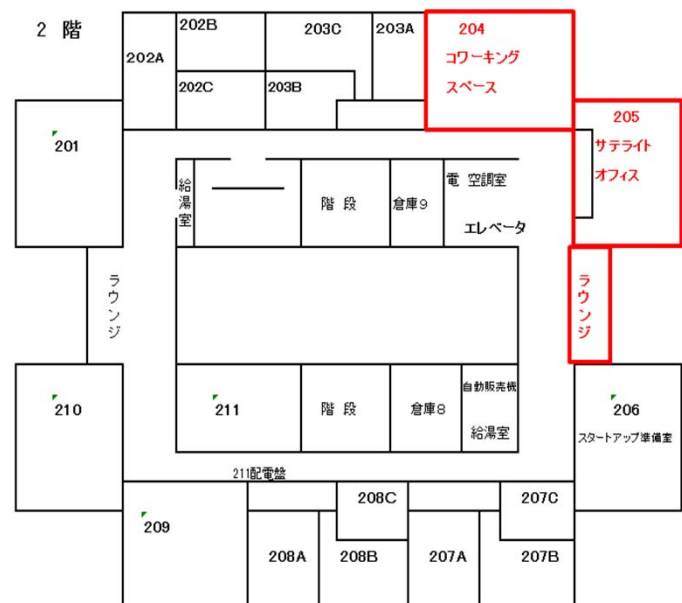 2 階
202A
202B
203C
203A
204
コワーキング
スペース
202C
203B
201
205
サテライト
オフィス
給湯室
階 段
倉庫9
電 空調室
エレベータ
ラウンジ
ラウンジ
210
211
階 段
倉庫8
自動販売機
給湯室
206
スタートアップ準備室
211配電盤
209
208C
207C
208A
208B
207A
207B